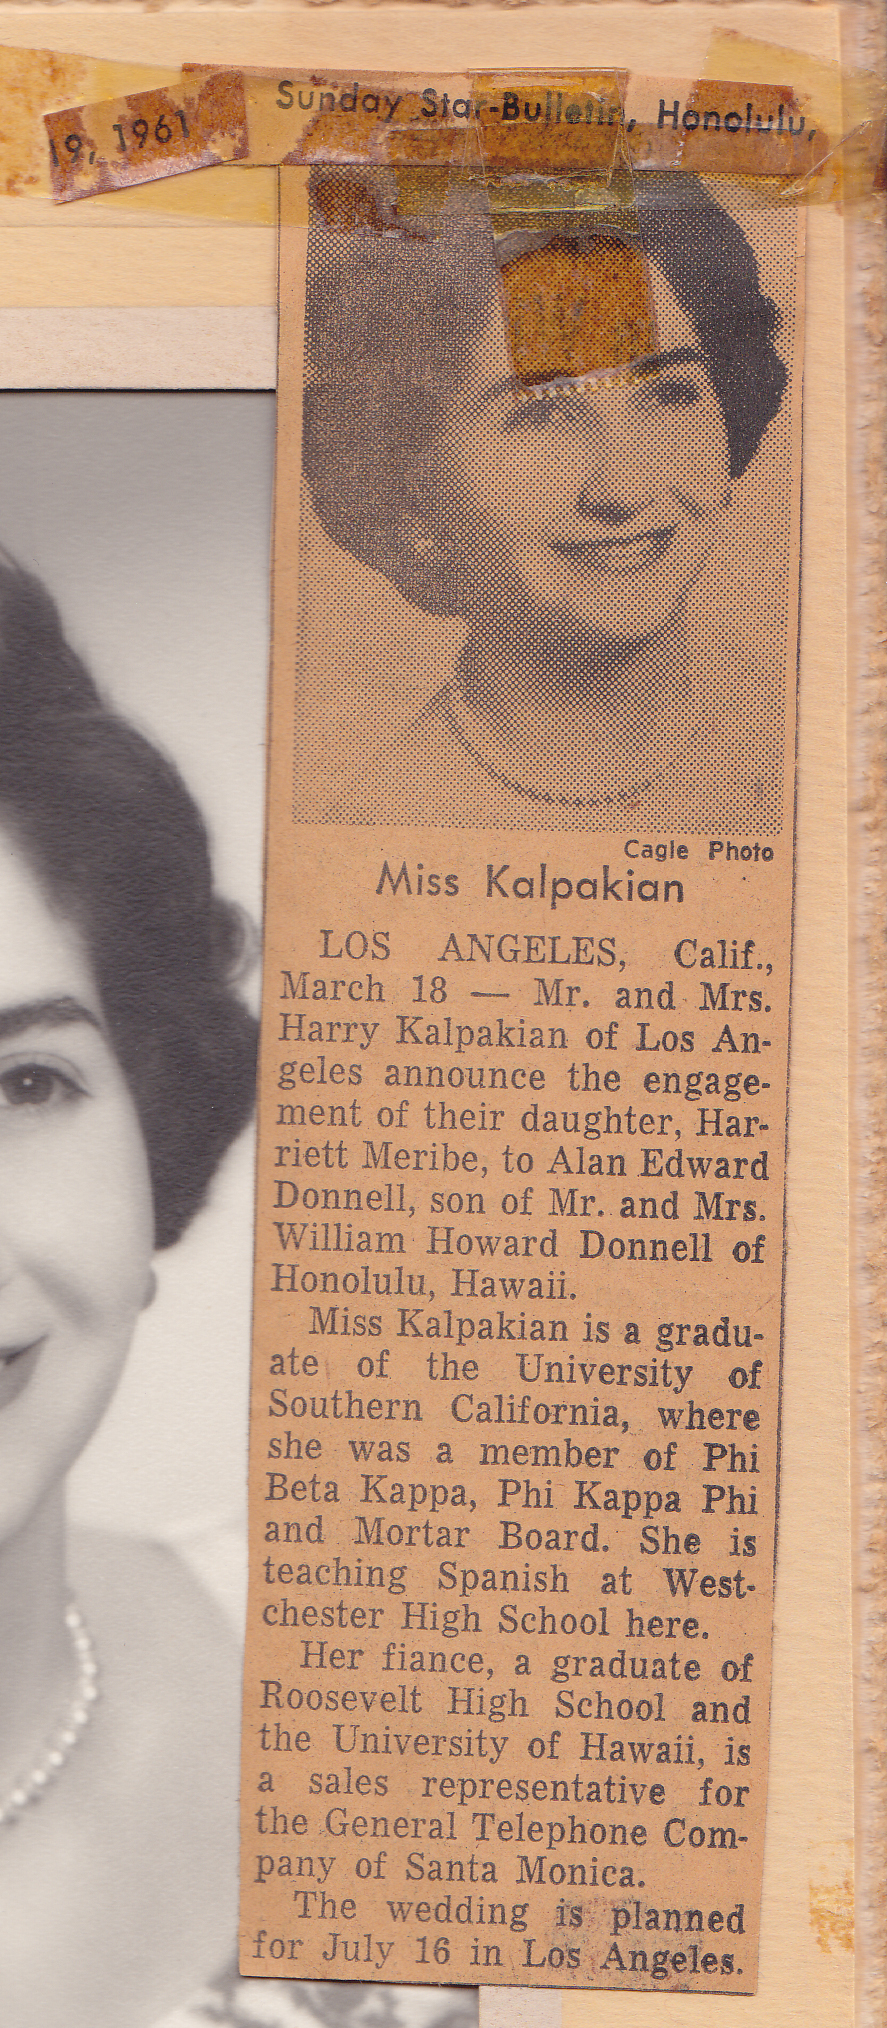 19, 1961
Sunday Star-Bulletin, Honolulu,
Cagle Photo
Miss Kalpakian
LOS ANGELES, Calif.,
March 18 — Mr. and Mrs.
Harry Kalpakian of Los An-
geles announce the engage-
ment of their daughter, Har-
riett Meribe, to Alan Edward
Donnell, son of Mr. and Mrs.
William Howard Donnell of
Honolulu, Hawaii.
Miss Kalpakian is a gradu-
ate of the University of
Southern California, where
she was a member of Phi
Beta Kappa, Phi Kappa Phi
and Mortar Board. She is
teaching Spanish at West-
chester High School here.
Her fiance, a graduate of
Roosevelt High School and
the University of Hawaii, is
a sales representative for
the General Telephone Com-
pany of Santa Monica.
The wedding is planned
for July 16 in Los Angeles.